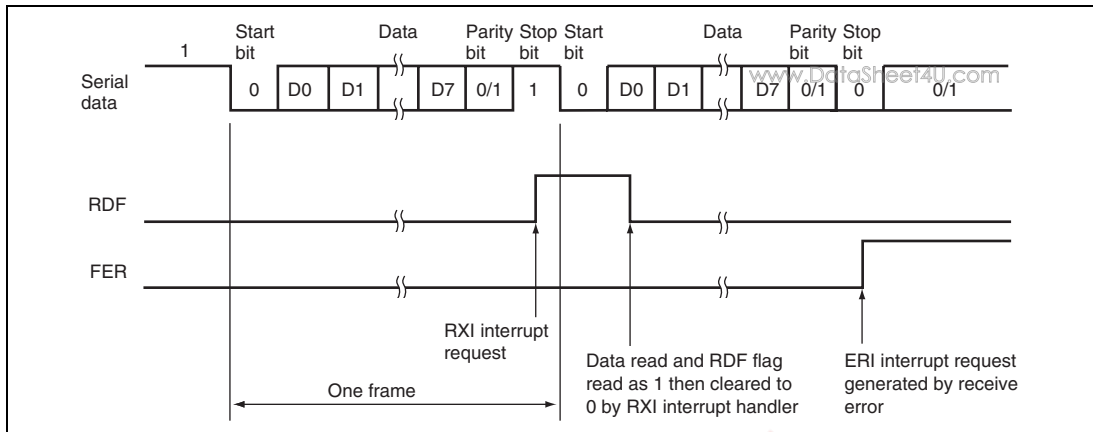 1
Start
bit
Data
Parity
bit
Stop
bit
Start
bit
Data
Parity
bit
Stop
bit
www.DataSheet4U.com
Serial
data
0 D0 D1 D7 0/1 1 0 D0 D1 D7 0/1 0 0/1
RDF
FER
RXI interrupt
request
Data read and RDF flag
read as 1 then cleared to
0 by RXI interrupt handler
ERI interrupt request
generated by receive
error
One frame